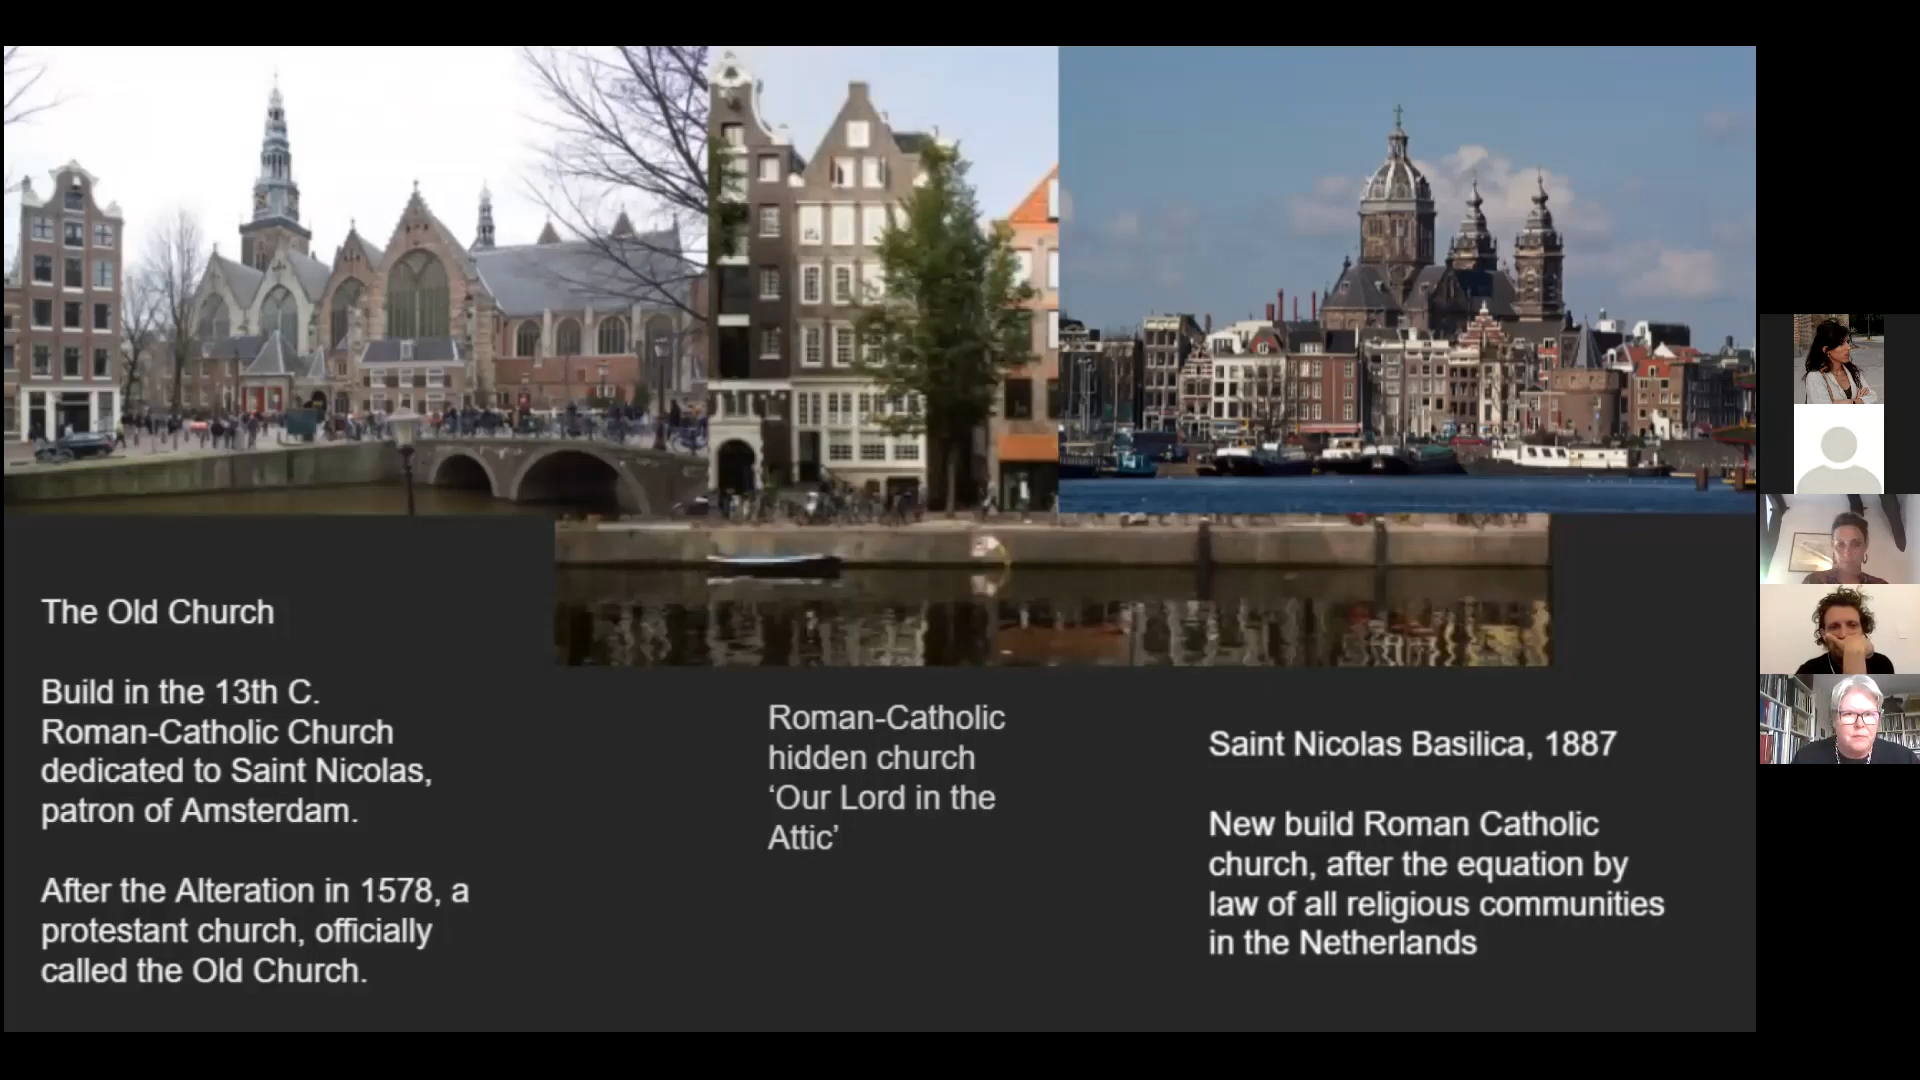 The Old Church
Build in the 13th C.
Roman-Catholic Church
dedicated to Saint Nicolas,
patron of Amsterdam.
After the Alteration in 1578, a
protestant church, officially
called the Old Church.
Roman-Catholic
hidden church
‘Our Lord in the
Attic’
Saint Nicolas Basilica, 1887
New build Roman Catholic
church, after the equation by
law of all religious communities
in the Netherlands